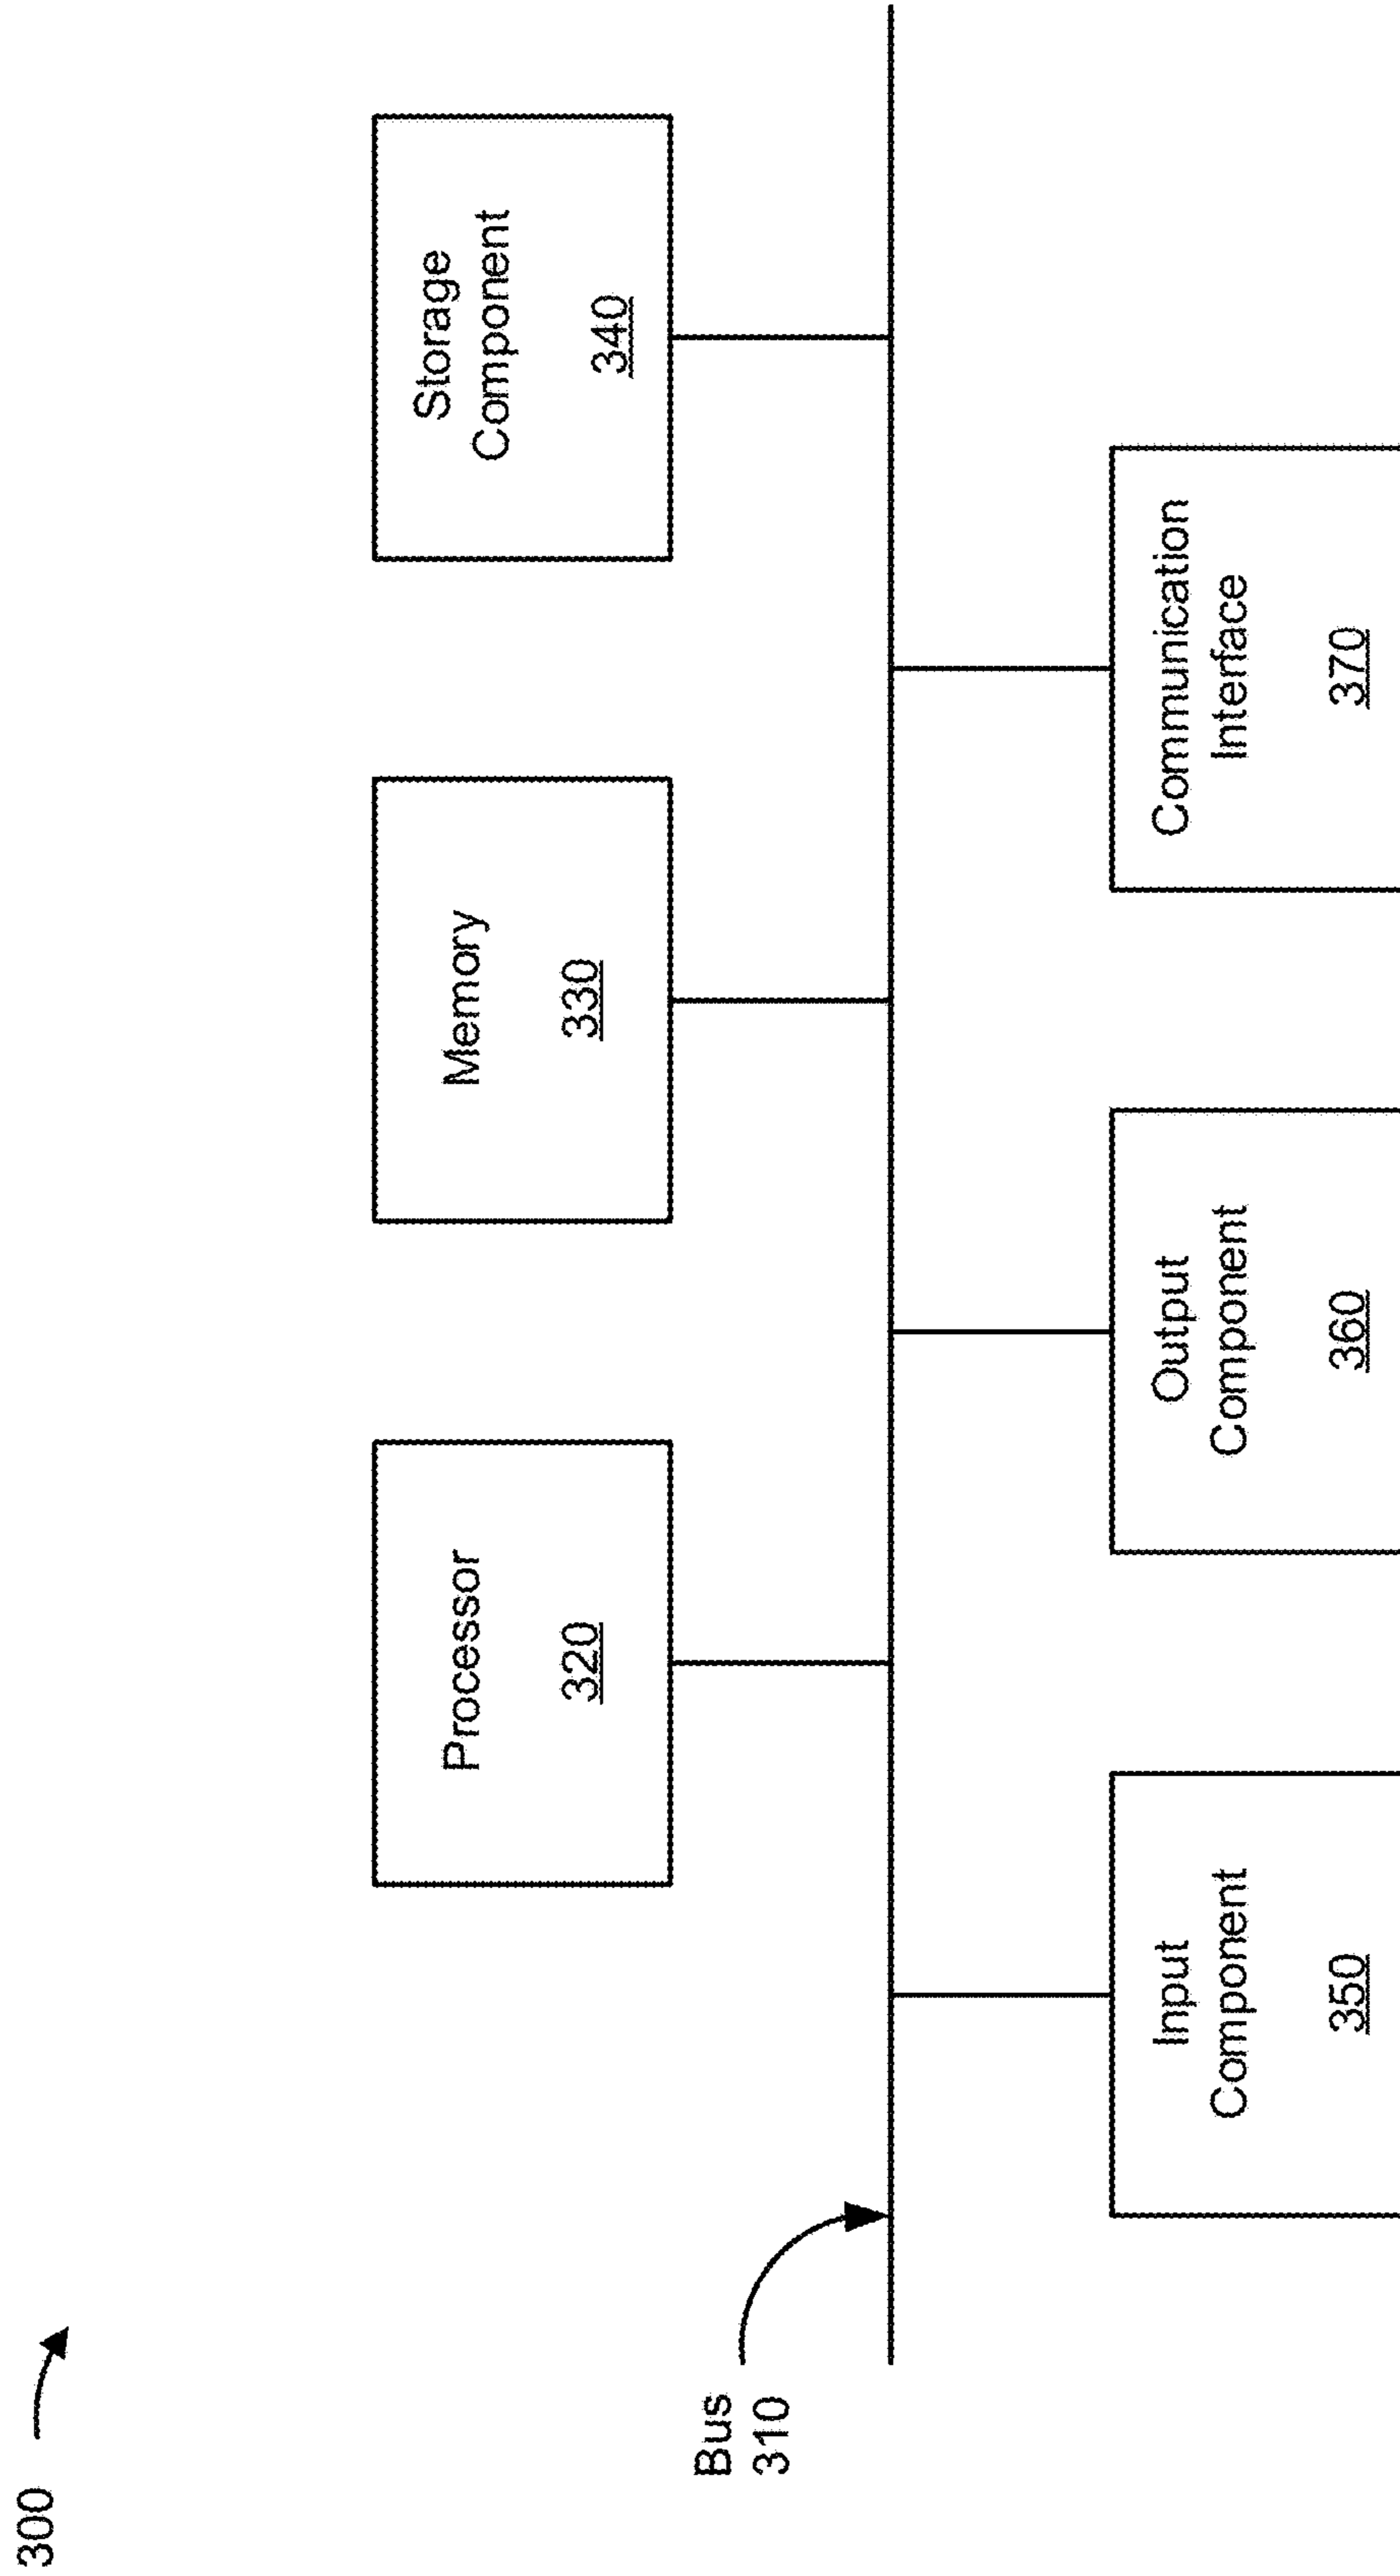 300
Processor
320
Memory
330
Storage
Component
340
Bus
310
Input
Component
350
Output
Component
360
Communication
Interface
370